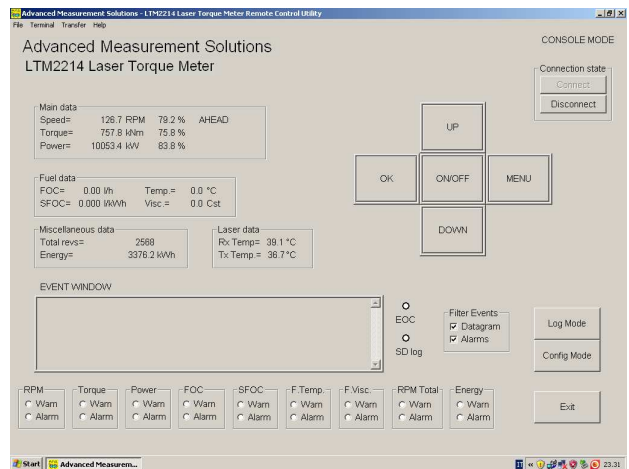 Advanced Measurement Solutions - LTM2214 Laser Torque Meter Remote Control Utility
File Terminal Transfer Help
Advanced Measurement Solutions
LTM2214 Laser Torque Meter
CONSOLE MODE
Connection state
Connect
Disconnect
Main data
Speed= 126.7 RPM 79.2 % AHEAD
Torque= 757.8 kNm 75.8 %
Power= 10053.4 kW 83.8 %
Fuel data
FOC= 0.00 l/h Temp.= 0.0 °C
SFOC= 0.000 l/kWh Visc.= 0.0 Cst
Miscellaneous data
Total revs= 2568
Energy= 3376.2 kWh
Laser data
Rx Temp= 39.1 °C
Tx Temp.= 36.7 °C
UP
OK ON/OFF MENU
DOWN
EVENT WINDOW
EOC
SD log
Filter Events
Datagram
Alarms
Log Mode
Config Mode
RPM Torque Power FOC SFOC F.Temp. F.Visc. RPM Total Energy
Warn Warn Warn Warn Warn Warn Warn Warn Warn
Alarm Alarm Alarm Alarm Alarm Alarm Alarm Alarm Alarm
Exit
Start Advanced Measurem... IT « 23.31